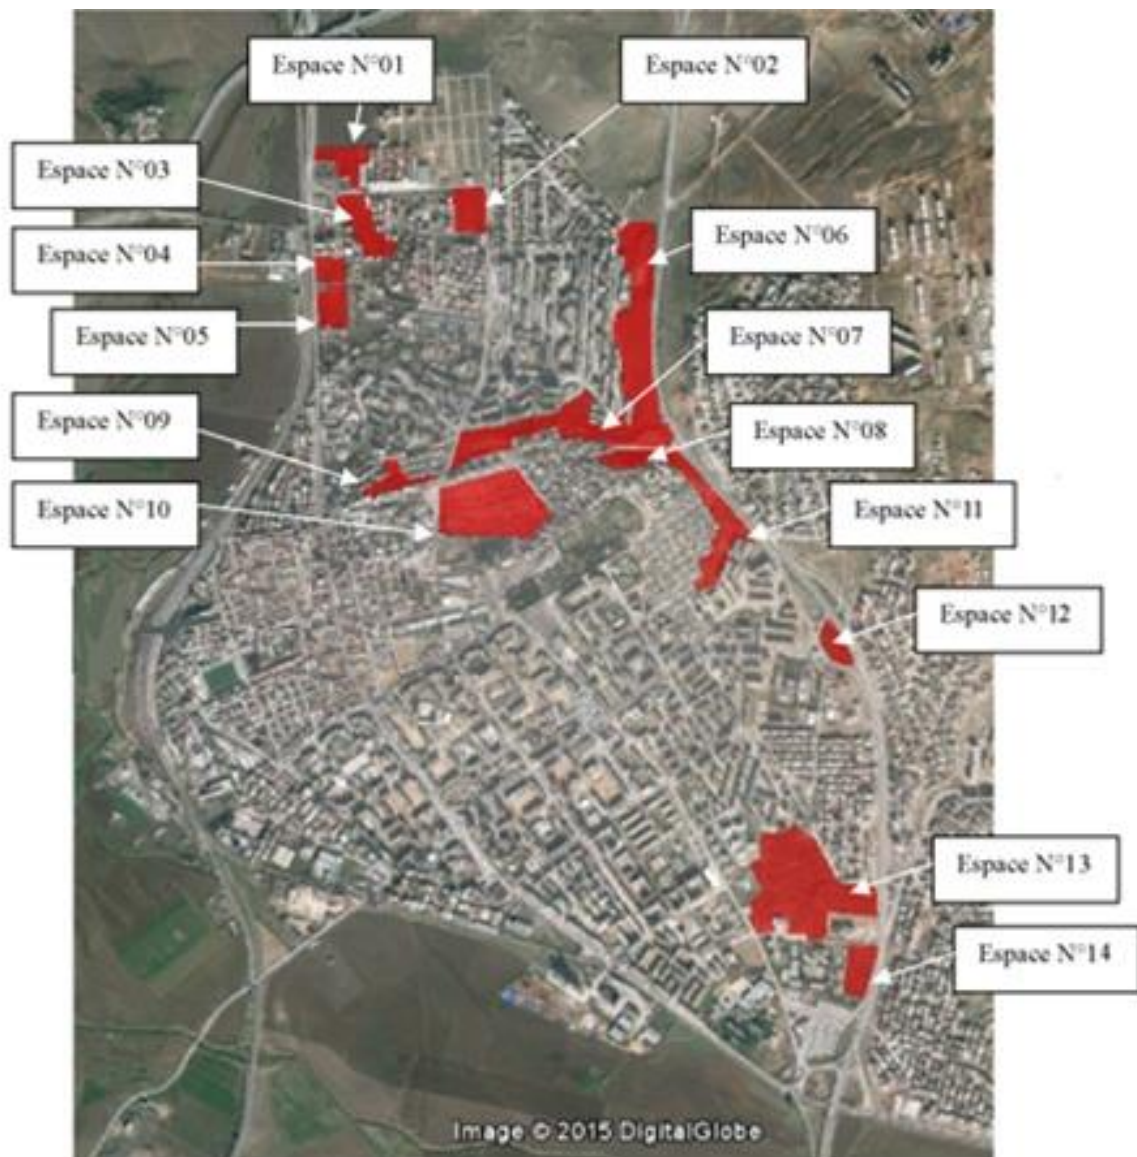 Espace N°01
Espace N°02
Espace N°03
Espace N°04
Espace N°05
Espace N°06
Espace N°07
Espace N°08
Espace N°09
Espace N°10
Espace N°11
Espace N°12
Espace N°13
Espace N°14
Image © 2015 DigitalGlobe